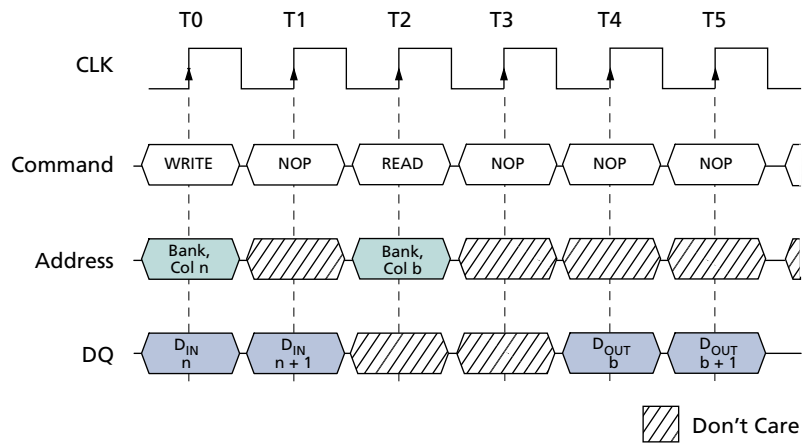 T0 T1 T2 T3 T4 T5
CLK
Command WRITE NOP READ NOP NOP NOP
Address Bank, Col n Bank, Col b
DQ DIN n DIN n + 1 DOUT b DOUT b + 1
Don't Care